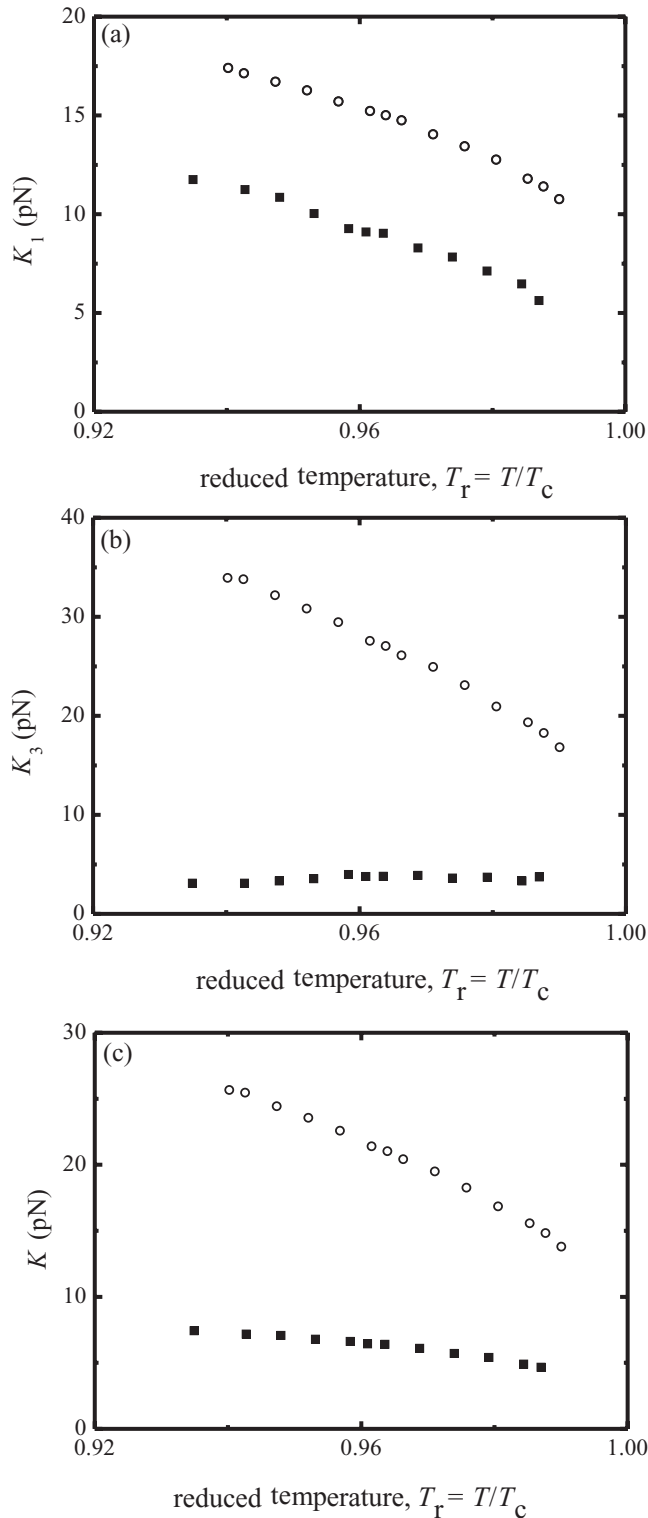 (a)
20
15
10
5
0
K1 (pN)
0.92 0.96 1.00
reduced temperature, Tr = T/Tc
(b)
40
30
20
10
0
K3 (pN)
0.92 0.96 1.00
reduced temperature, Tr = T/Tc
(c)
30
20
10
0
K (pN)
0.92 0.96 1.00
reduced temperature, Tr = T/Tc